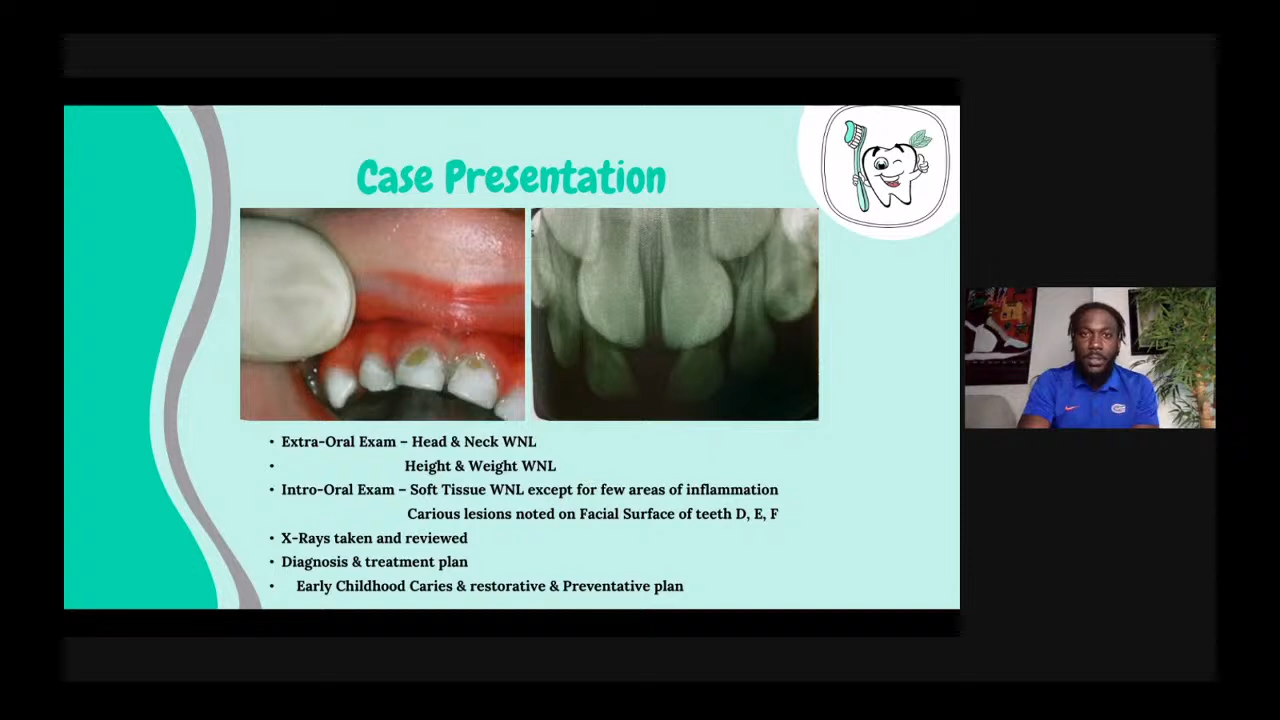 Case Presentation
• Extra-Oral Exam – Head & Neck WNL
• Height & Weight WNL
• Intro-Oral Exam – Soft Tissue WNL except for few areas of inflammation
Carious lesions noted on Facial Surface of teeth D, E, F
• X-Rays taken and reviewed
• Diagnosis & treatment plan
• Early Childhood Caries & restorative & Preventative plan